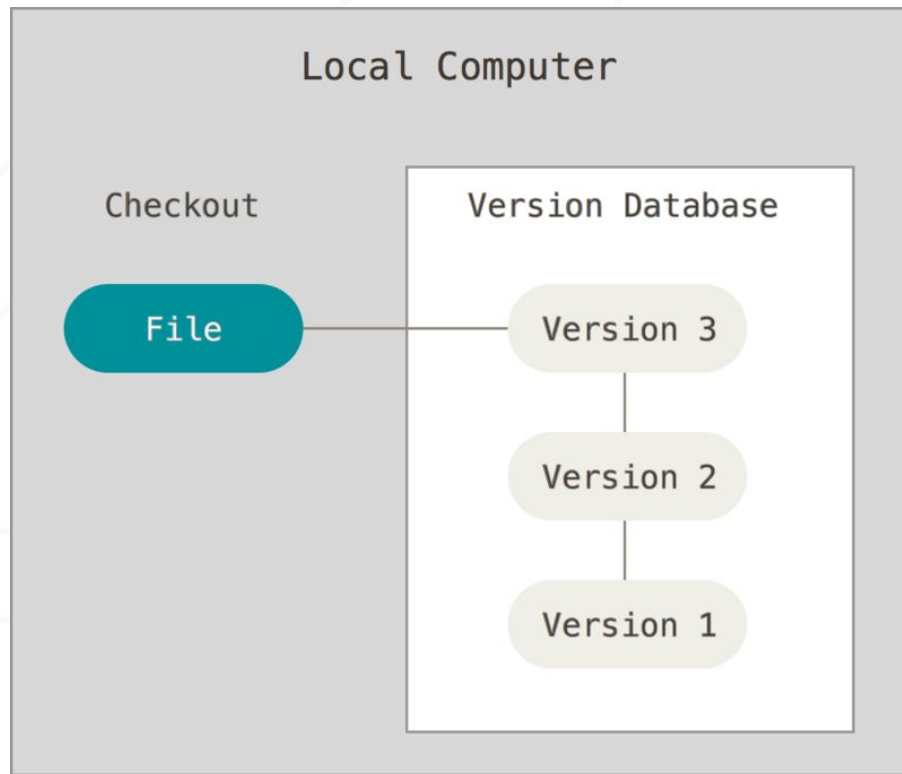 Local Computer
Checkout
Version Database
File
Version 3
Version 2
Version 1